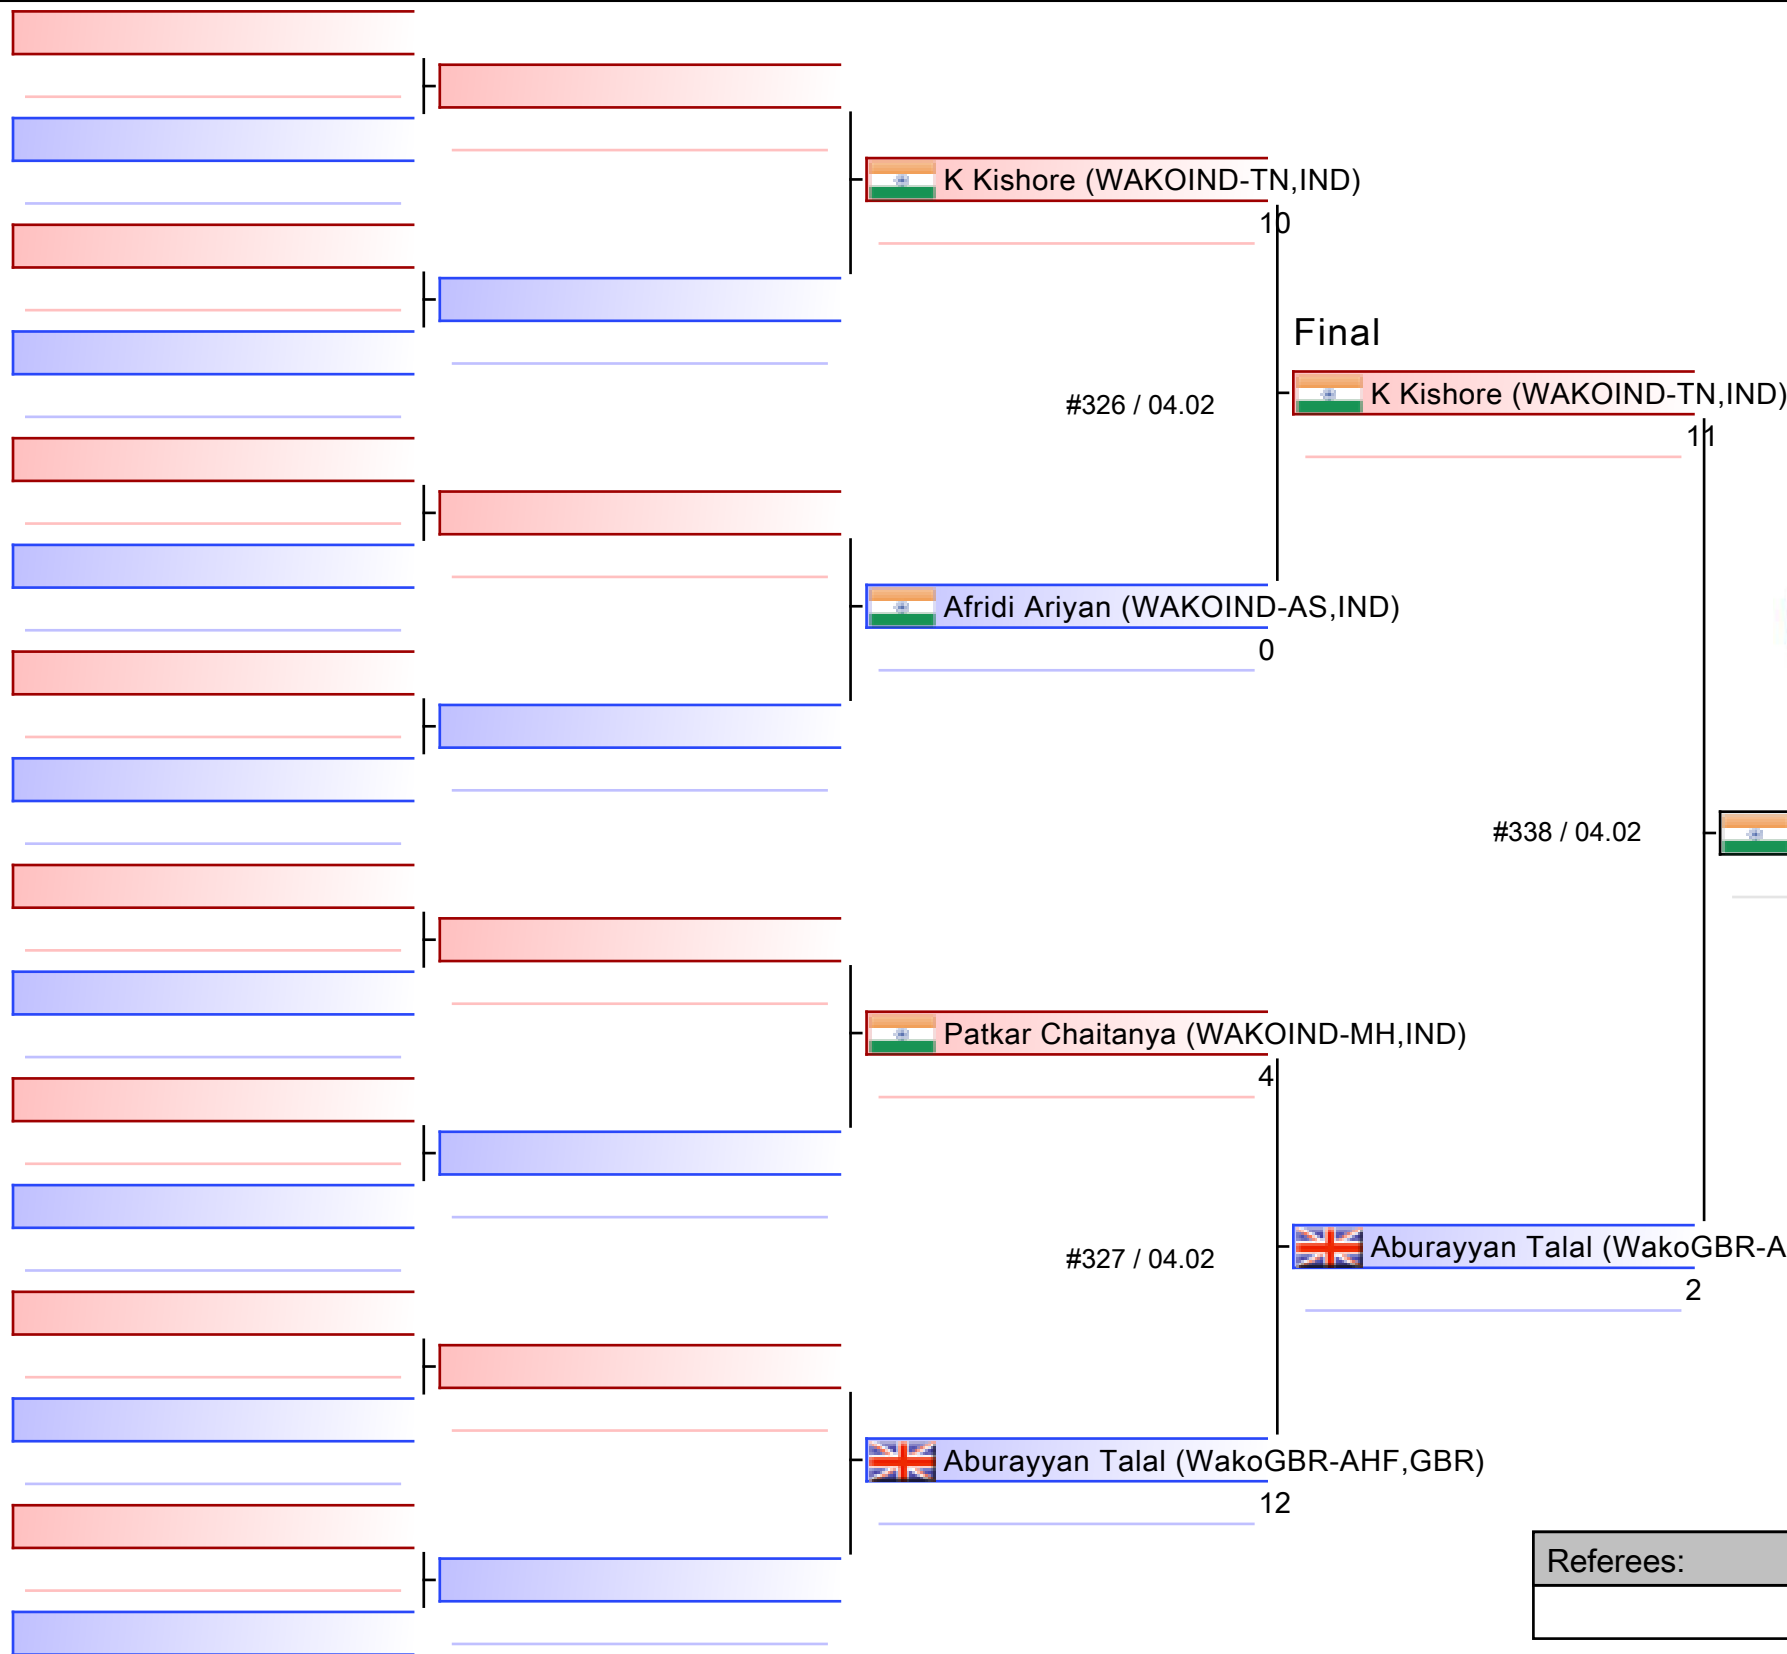 K Kishore (WAKOIND-TN,IND)
10
Final
K Kishore (WAKOIND-TN,IND)
11
#326 / 04.02
Afridi Ariyan (WAKOIND-AS,IND)
0
#338 / 04.02
Patkar Chaitanya (WAKOIND-MH,IND)
4
#327 / 04.02
Aburayyan Talal (WakoGBR-A
2
Aburayyan Talal (WakoGBR-AHF,GBR)
12
Referees: